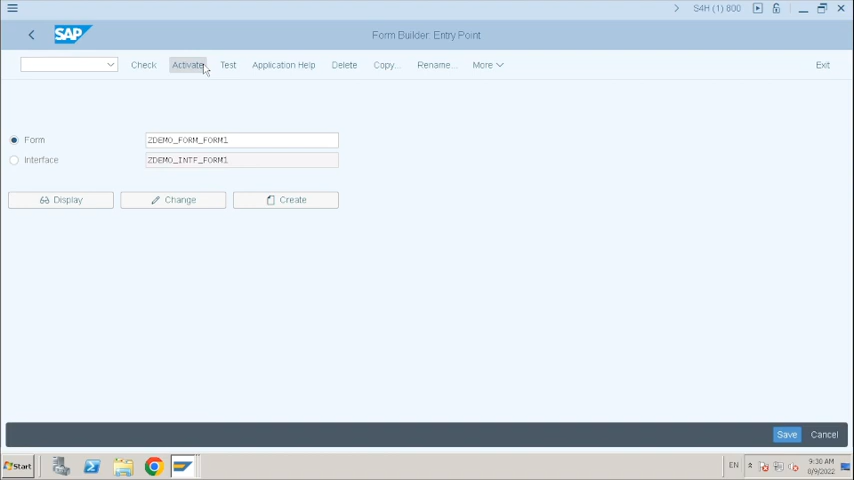 S4H (1) 800
SAP
Form Builder: Entry Point
Check
Activate
Test
Application Help
Delete
Copy...
Rename...
More
Exit
Form
ZDEMO_FORM_FORM1
Interface
ZDEMO_INTF_FORM1
Display
Change
Create
Save
Cancel
Start
EN
9:30 AM
8/9/2022